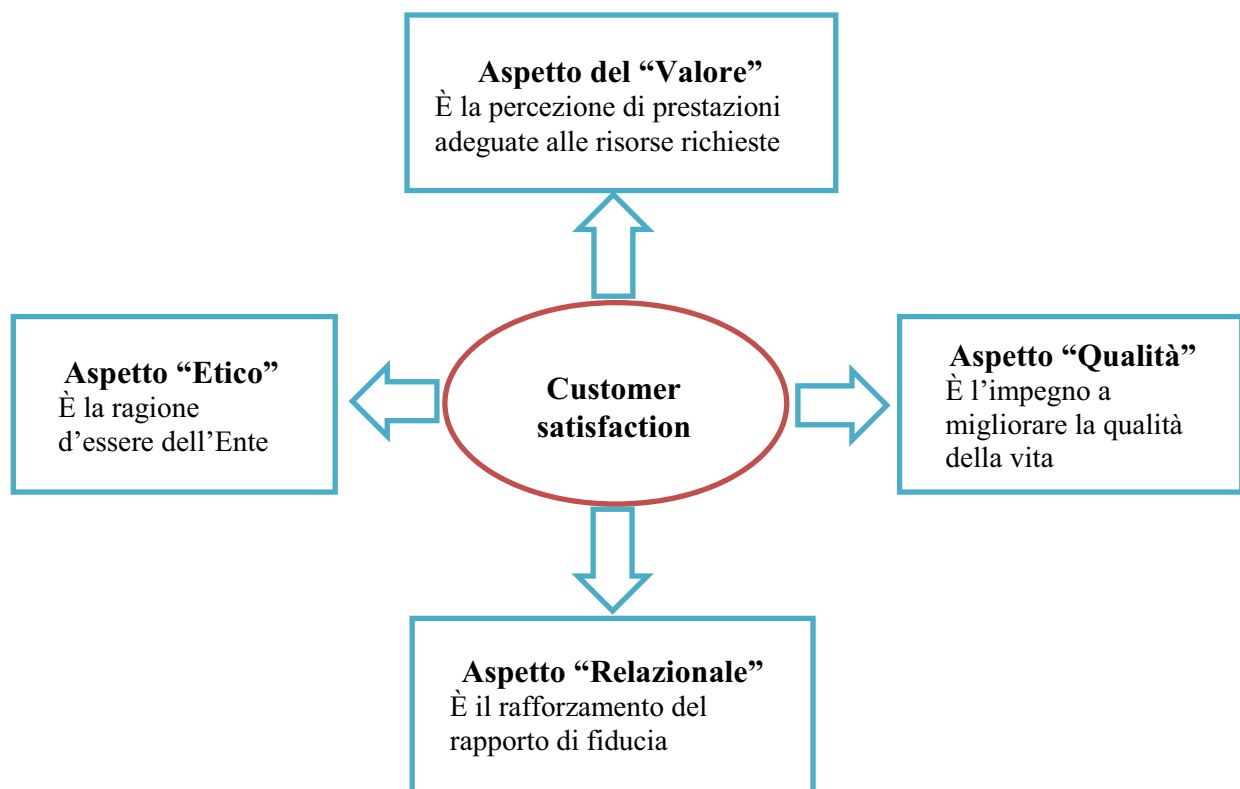 Aspetto del “Valore”
È la percezione di prestazioni
adeguate alle risorse richieste
Aspetto “Etico”
È la ragione
d’essere dell’Ente
Customer
satisfaction
Aspetto “Qualità”
È l’impegno a
migliorare la qualità
della vita
Aspetto “Relazionale”
È il rafforzamento del
rapporto di fiducia